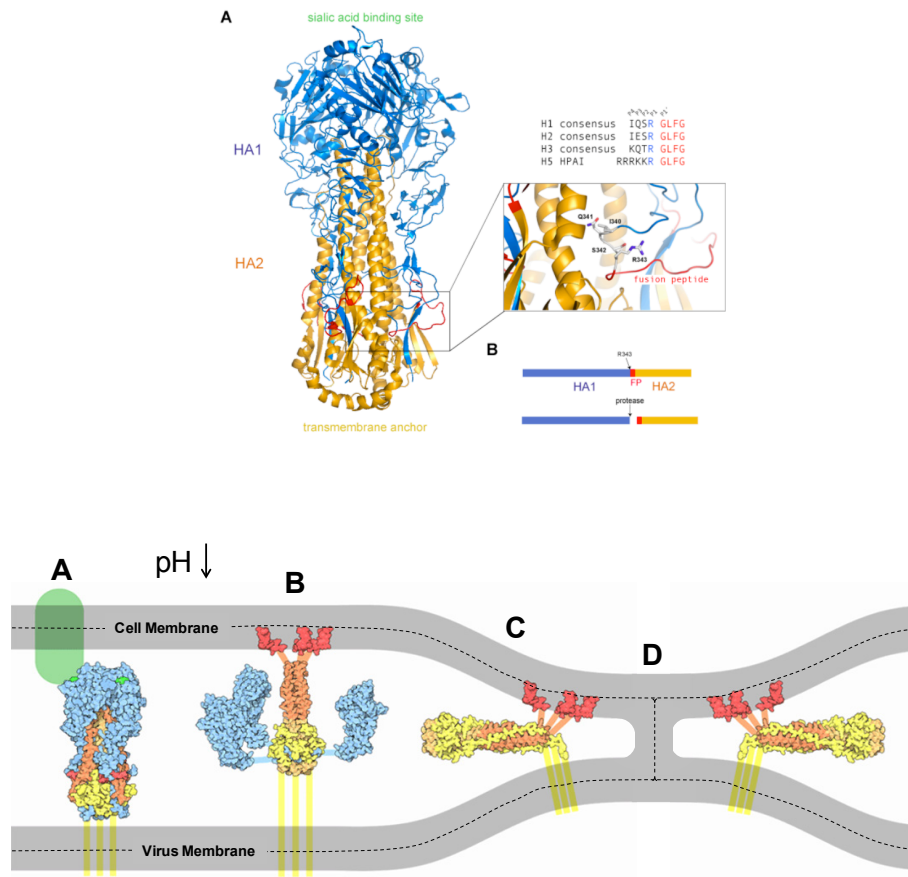 A
sialic acid binding site
HA1
HA2
transmembrane anchor
H1 consensus IQSR GLFG
H2 consensus IESR GLFG
H3 consensus KQTR GLFG
H5 HPAI RRRKKR GLFG
Q341
I340
S342
R343
fusion peptide
B
R343
HA1
FP
HA2
protease
A
pH ↓
B
Cell Membrane
C
D
Virus Membrane